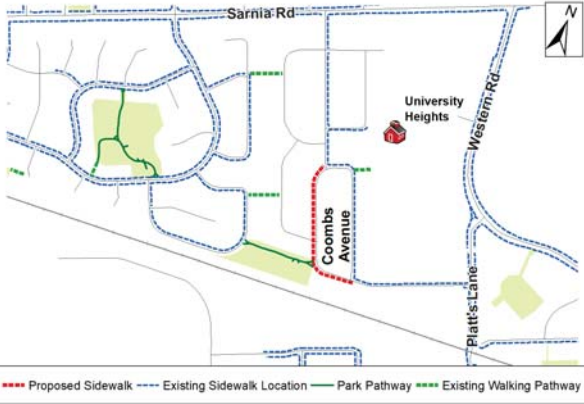 Sarnia Rd
N
University
Heights
Western Rd
Coombs
Avenue
Platt's Lane
Proposed Sidewalk
Existing Sidewalk Location
Park Pathway
Existing Walking Pathway